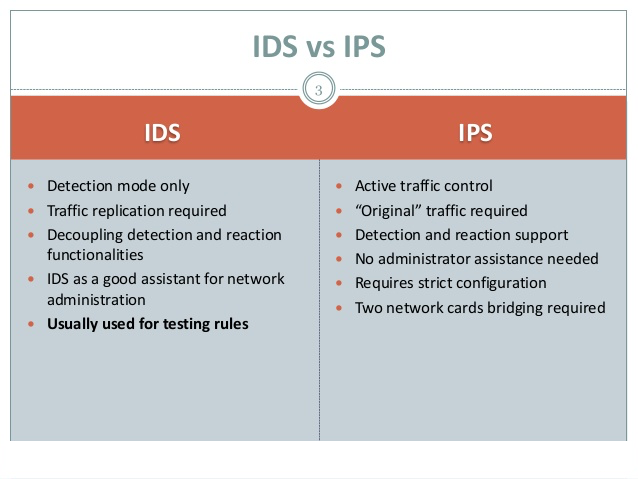 IDS vs IPS
3
IDS
IPS
• Detection mode only
• Traffic replication required
• Decoupling detection and reaction
functionalities
• IDS as a good assistant for network
administration
• Usually used for testing rules
• Active traffic control
• “Original” traffic required
• Detection and reaction support
• No administrator assistance needed
• Requires strict configuration
• Two network cards bridging required